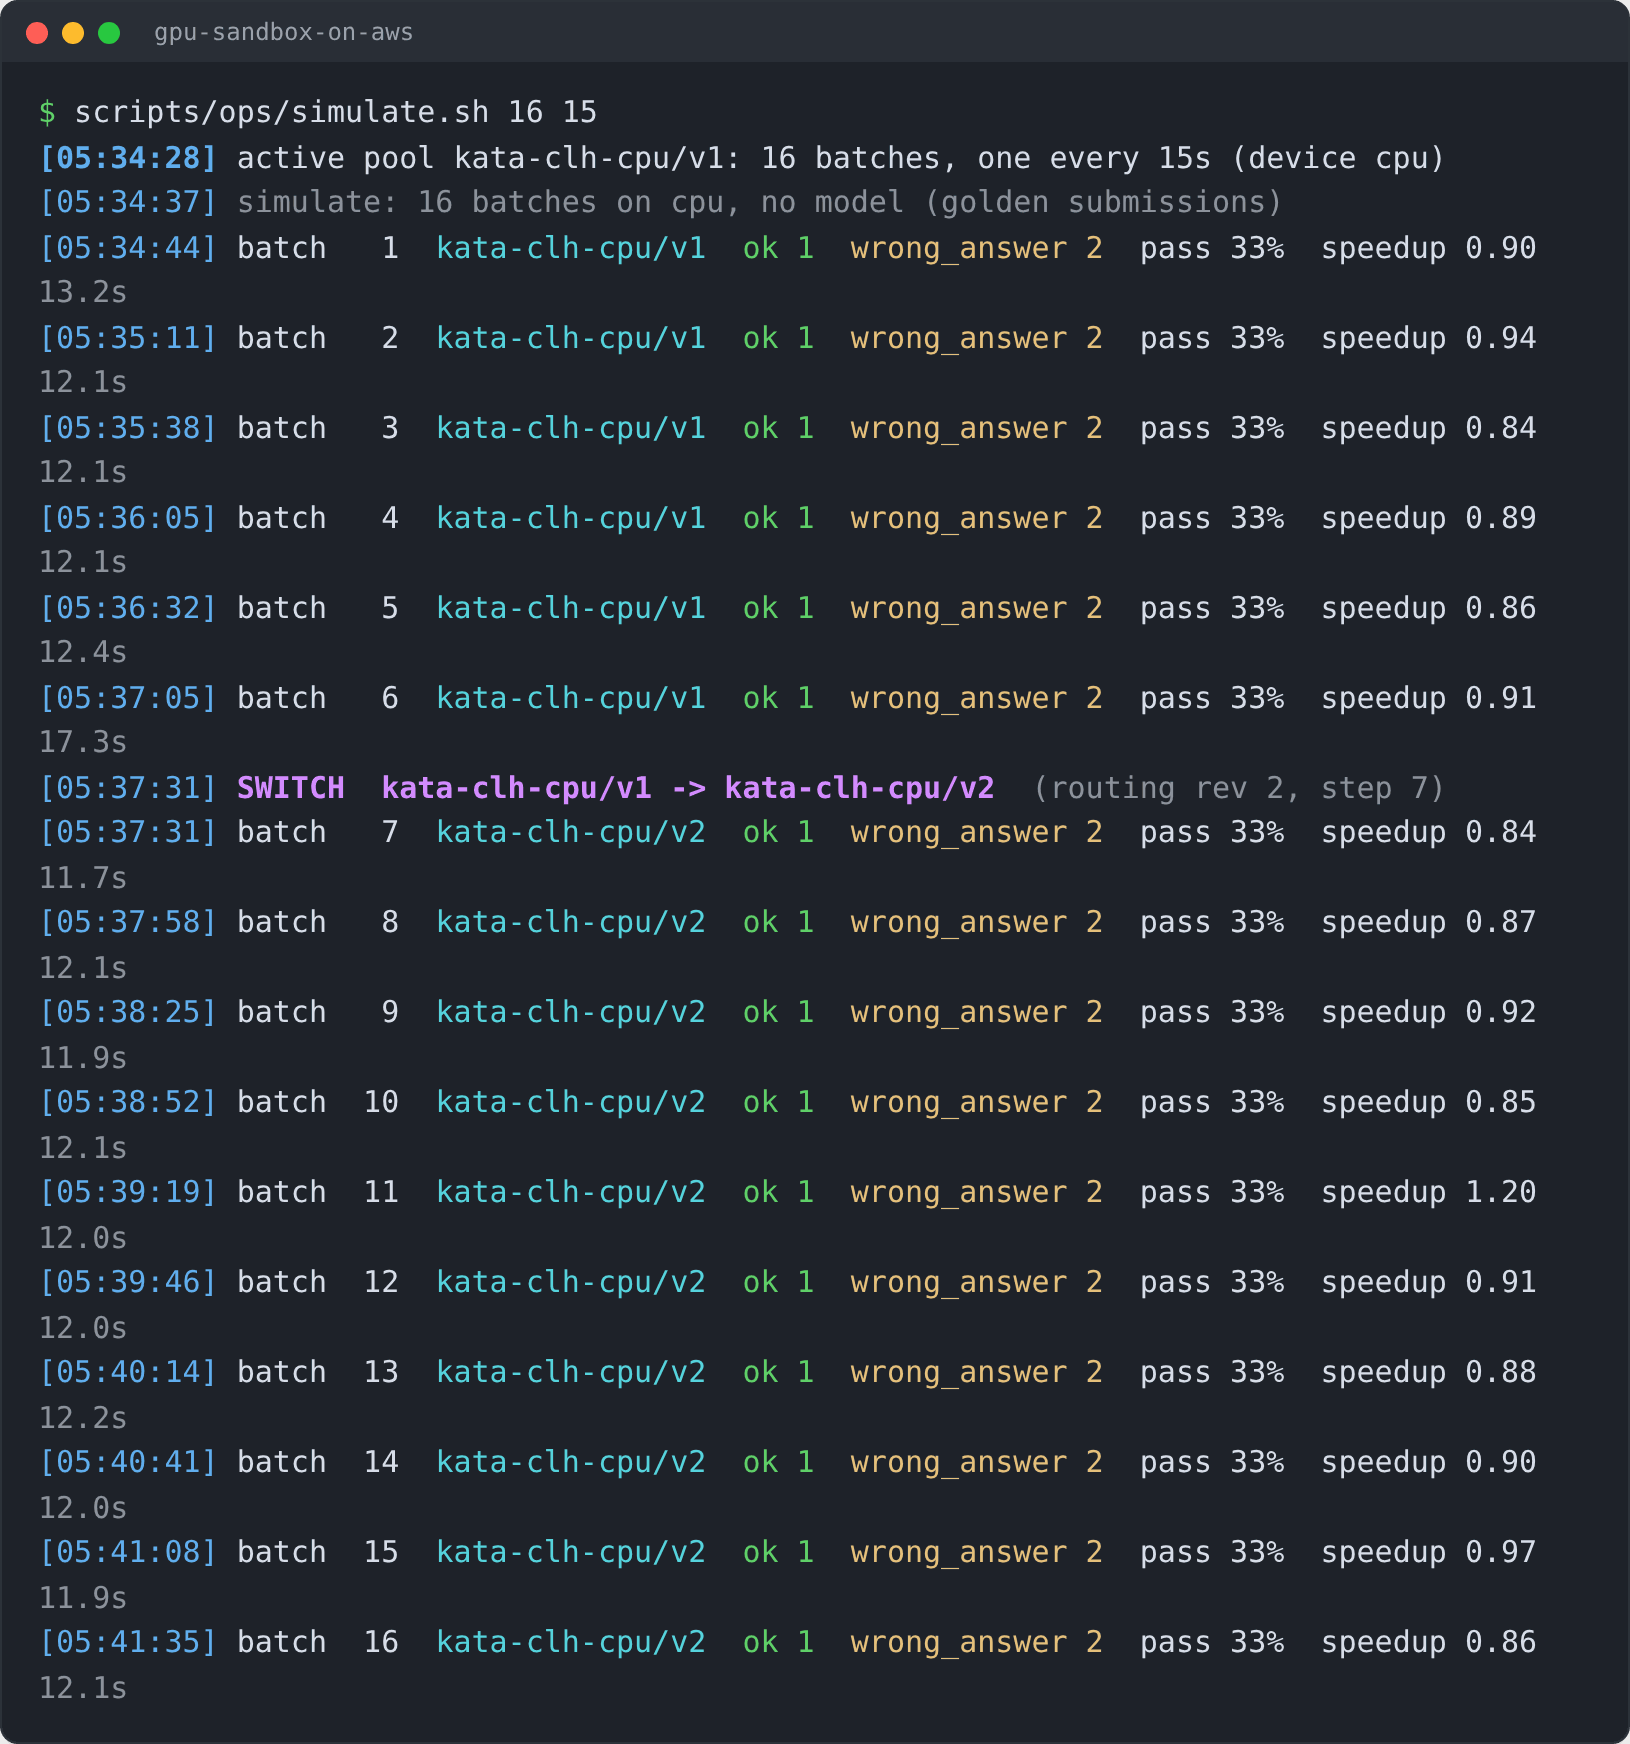 gpu-sandbox-on-aws
$ scripts/ops/simulate.sh 16 15
[05:34:28] active pool kata-clh-cpu/v1: 16 batches, one every 15s (device cpu)
[05:34:37] simulate: 16 batches on cpu, no model (golden submissions)
[05:34:44] batch   1  kata-clh-cpu/v1  ok 1  wrong_answer 2  pass 33%  speedup 0.90
13.2s
[05:35:11] batch   2  kata-clh-cpu/v1  ok 1  wrong_answer 2  pass 33%  speedup 0.94
12.1s
[05:35:38] batch   3  kata-clh-cpu/v1  ok 1  wrong_answer 2  pass 33%  speedup 0.84
12.1s
[05:36:05] batch   4  kata-clh-cpu/v1  ok 1  wrong_answer 2  pass 33%  speedup 0.89
12.1s
[05:36:32] batch   5  kata-clh-cpu/v1  ok 1  wrong_answer 2  pass 33%  speedup 0.86
12.4s
[05:37:05] batch   6  kata-clh-cpu/v1  ok 1  wrong_answer 2  pass 33%  speedup 0.91
17.3s
[05:37:31] SWITCH  kata-clh-cpu/v1 -> kata-clh-cpu/v2  (routing rev 2, step 7)
[05:37:31] batch   7  kata-clh-cpu/v2  ok 1  wrong_answer 2  pass 33%  speedup 0.84
11.7s
[05:37:58] batch   8  kata-clh-cpu/v2  ok 1  wrong_answer 2  pass 33%  speedup 0.87
12.1s
[05:38:25] batch   9  kata-clh-cpu/v2  ok 1  wrong_answer 2  pass 33%  speedup 0.92
11.9s
[05:38:52] batch  10  kata-clh-cpu/v2  ok 1  wrong_answer 2  pass 33%  speedup 0.85
12.1s
[05:39:19] batch  11  kata-clh-cpu/v2  ok 1  wrong_answer 2  pass 33%  speedup 1.20
12.0s
[05:39:46] batch  12  kata-clh-cpu/v2  ok 1  wrong_answer 2  pass 33%  speedup 0.91
12.0s
[05:40:14] batch  13  kata-clh-cpu/v2  ok 1  wrong_answer 2  pass 33%  speedup 0.88
12.2s
[05:40:41] batch  14  kata-clh-cpu/v2  ok 1  wrong_answer 2  pass 33%  speedup 0.90
12.0s
[05:41:08] batch  15  kata-clh-cpu/v2  ok 1  wrong_answer 2  pass 33%  speedup 0.97
11.9s
[05:41:35] batch  16  kata-clh-cpu/v2  ok 1  wrong_answer 2  pass 33%  speedup 0.86
12.1s